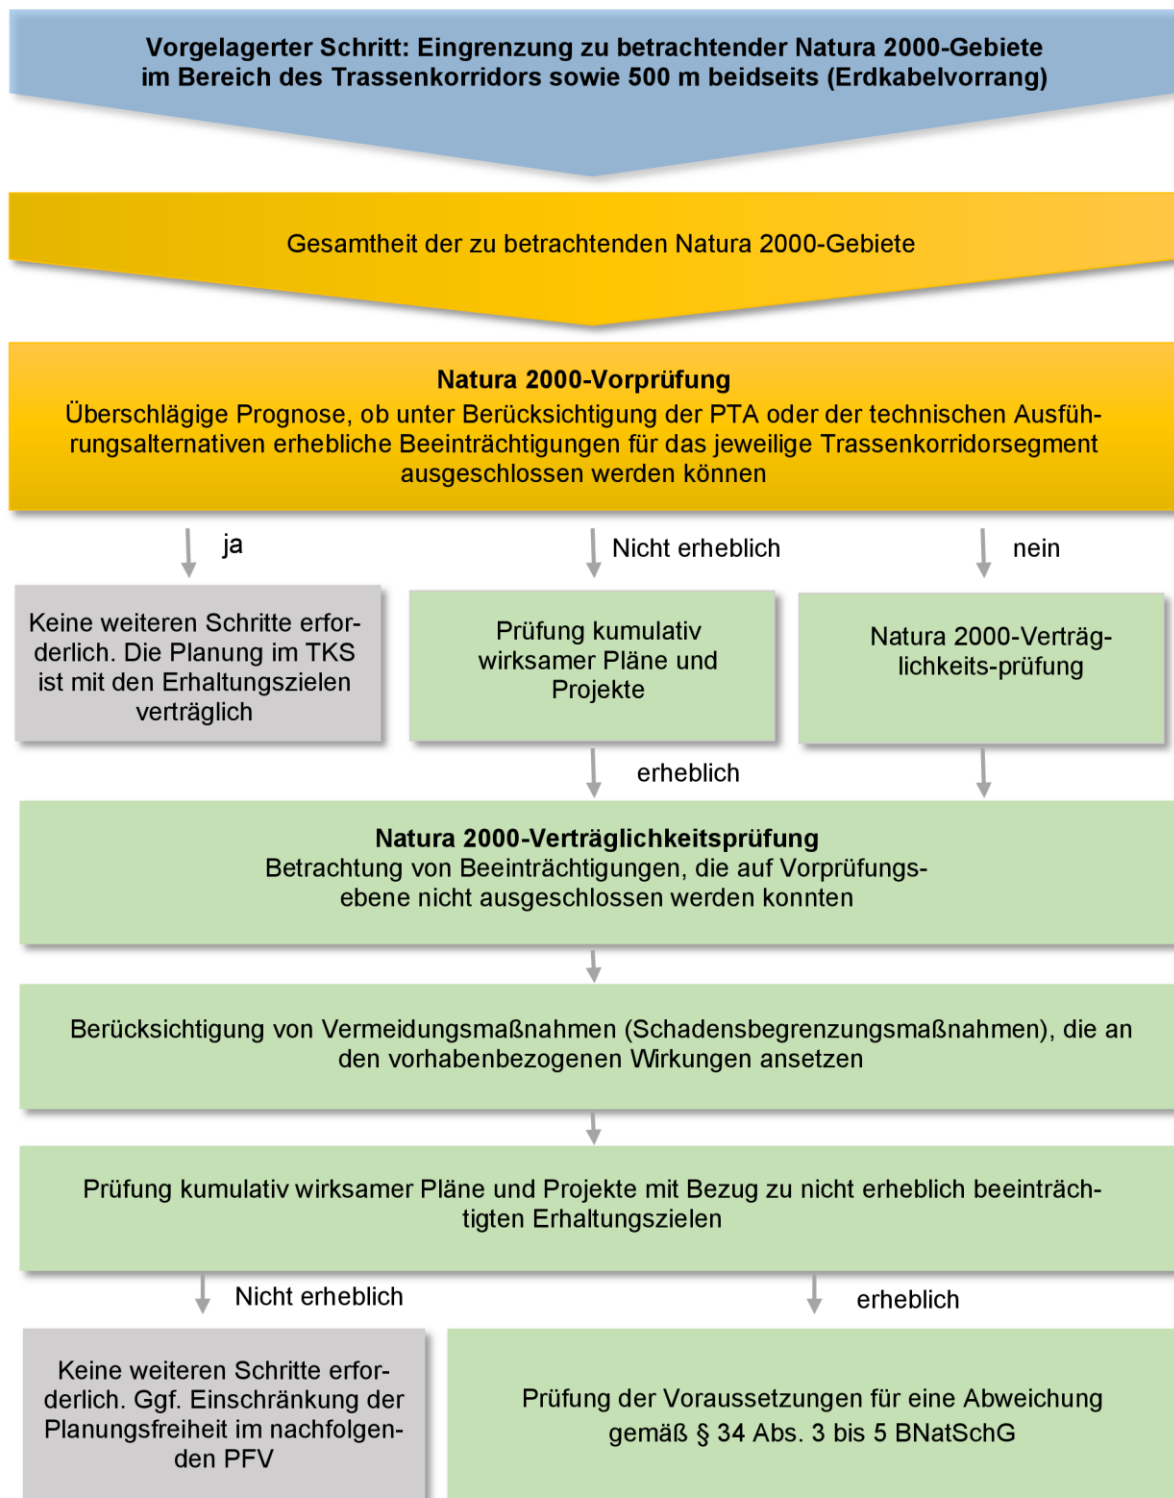 Vorgelagerter Schritt: Eingrenzung zu betrachtender Natura 2000-Gebiete
im Bereich des Trassenkorridors sowie 500 m beidseits (Erdkabelvorrang)
Gesamtheit der zu betrachtenden Natura 2000-Gebiete
Natura 2000-Vorprüfung
Überschlägige Prognose, ob unter Berücksichtigung der PTA oder der technischen Ausfüh-
rungsalternativen erhebliche Beeinträchtigungen für das jeweilige Trassenkorridorsegment
ausgeschlossen werden können
ja
Nicht erheblich
nein
Keine weiteren Schritte erfor-
derlich. Die Planung im TKS
ist mit den Erhaltungszielen
verträglich
Prüfung kumulativ
wirksamer Pläne und
Projekte
Natura 2000-Verträg-
lichkeits-prüfung
erheblich
Natura 2000-Verträglichkeitsprüfung
Betrachtung von Beeinträchtigungen, die auf Vorprüfungs-
ebene nicht ausgeschlossen werden konnten
Berücksichtigung von Vermeidungsmaßnahmen (Schadensbegrenzungsmaßnahmen), die an
den vorhabenbezogenen Wirkungen ansetzen
Prüfung kumulativ wirksamer Pläne und Projekte mit Bezug zu nicht erheblich beeinträch-
tigten Erhaltungszielen
Nicht erheblich
erheblich
Keine weiteren Schritte erfor-
derlich. Ggf. Einschränkung der
Planungsfreiheit im nachfolgen-
den PFV
Prüfung der Voraussetzungen für eine Abweichung
gemäß § 34 Abs. 3 bis 5 BNatSchG